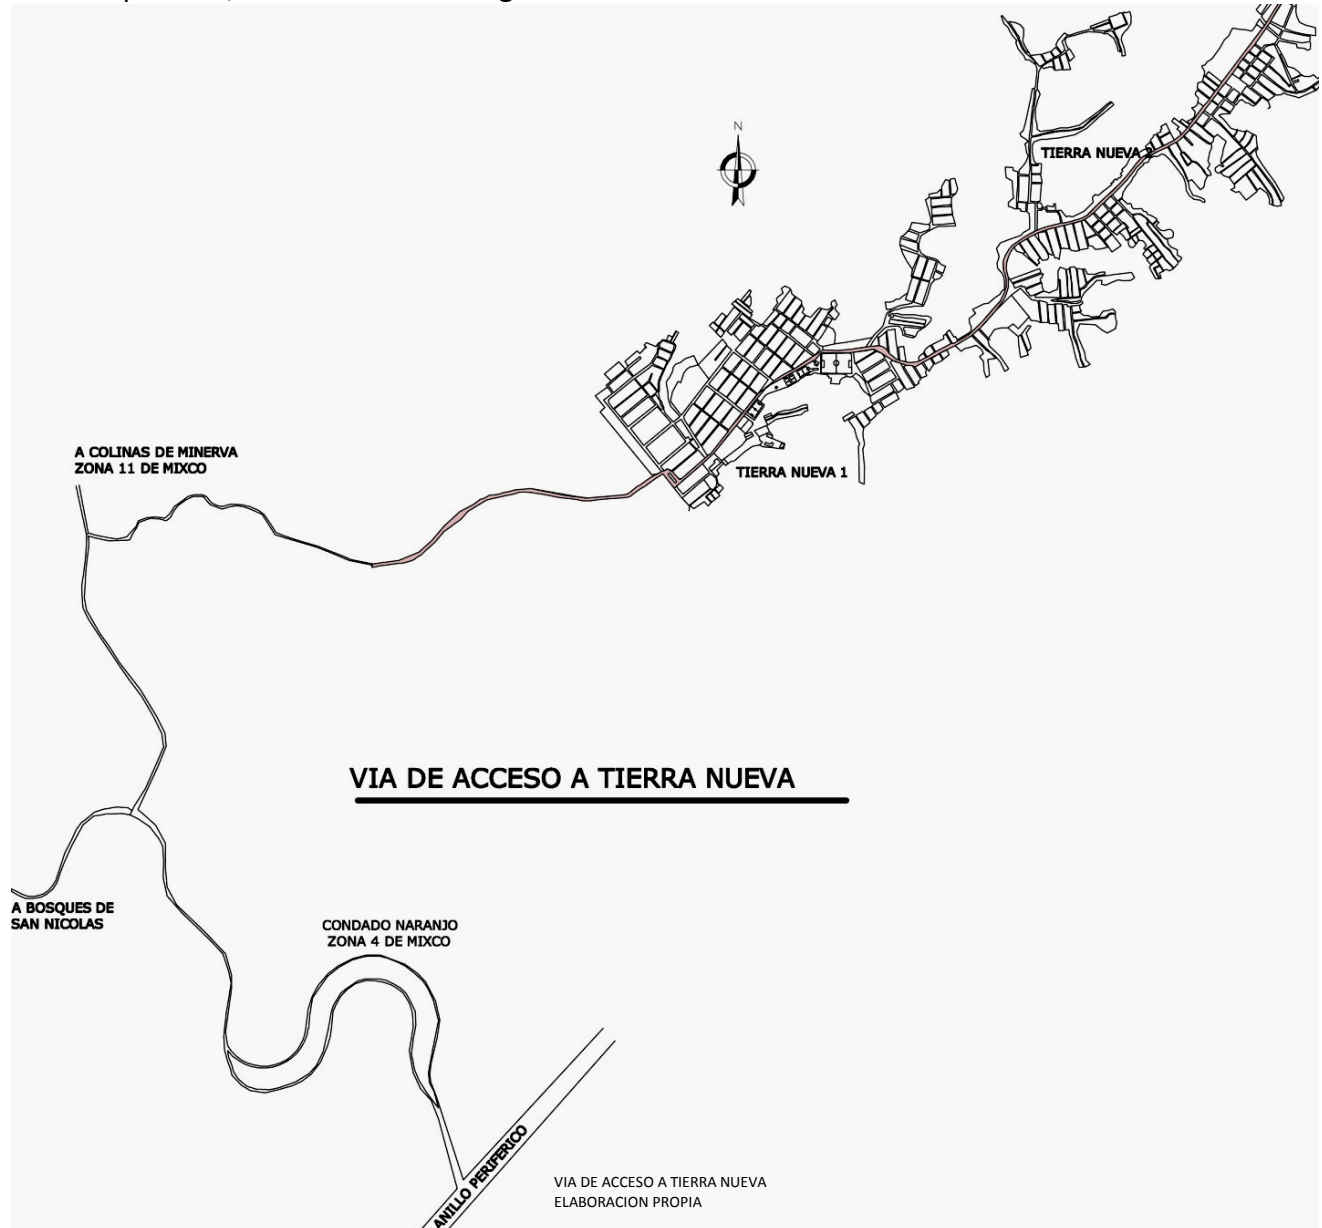 N
TIERRA NUEVA 2
A COLINAS DE MINERVA
ZONA 11 DE MIXCO
TIERRA NUEVA 1
VIA DE ACCESO A TIERRA NUEVA
A BOSQUES DE
SAN NICOLAS
CONDADO NARANJO
ZONA 4 DE MIXCO
ANILLO PERIFERICO
VIA DE ACCESO A TIERRA NUEVA
ELABORACION PROPIA